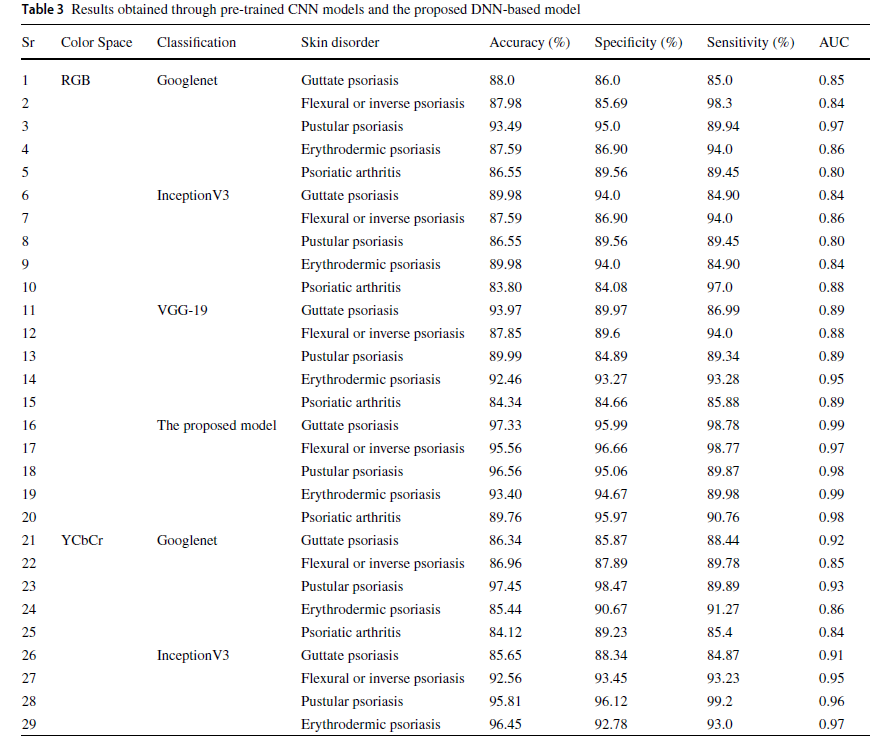 Table 3 Results obtained through pre-trained CNN models and the proposed DNN-based model
Sr Color Space Classification Skin disorder Accuracy (%) Specificity (%) Sensitivity (%) AUC
1 RGB Googlenet Guttate psoriasis 88.0 86.0 85.0 0.85
2 Flexural or inverse psoriasis 87.98 85.69 98.3 0.84
3 Pustular psoriasis 93.49 95.0 89.94 0.97
4 Erythrodermic psoriasis 87.59 86.90 94.0 0.86
5 Psoriatic arthritis 86.55 89.56 89.45 0.80
6 InceptionV3 Guttate psoriasis 89.98 94.0 84.90 0.84
7 Flexural or inverse psoriasis 87.59 86.90 94.0 0.86
8 Pustular psoriasis 86.55 89.56 89.45 0.80
9 Erythrodermic psoriasis 89.98 94.0 84.90 0.84
10 Psoriatic arthritis 83.80 84.08 97.0 0.88
11 VGG-19 Guttate psoriasis 93.97 89.97 86.99 0.89
12 Flexural or inverse psoriasis 87.85 89.6 94.0 0.88
13 Pustular psoriasis 89.99 84.89 89.34 0.89
14 Erythrodermic psoriasis 92.46 93.27 93.28 0.95
15 Psoriatic arthritis 84.34 84.66 85.88 0.89
16 The proposed model Guttate psoriasis 97.33 95.99 98.78 0.99
17 Flexural or inverse psoriasis 95.56 96.66 98.77 0.97
18 Pustular psoriasis 96.56 95.06 89.87 0.98
19 Erythrodermic psoriasis 93.40 94.67 89.98 0.99
20 Psoriatic arthritis 89.76 95.97 90.76 0.98
21 YCbCr Googlenet Guttate psoriasis 86.34 85.87 88.44 0.92
22 Flexural or inverse psoriasis 86.96 87.89 89.78 0.85
23 Pustular psoriasis 97.45 98.47 89.89 0.93
24 Erythrodermic psoriasis 85.44 90.67 91.27 0.86
25 Psoriatic arthritis 84.12 89.23 85.4 0.84
26 InceptionV3 Guttate psoriasis 85.65 88.34 84.87 0.91
27 Flexural or inverse psoriasis 92.56 93.45 93.23 0.95
28 Pustular psoriasis 95.81 96.12 99.2 0.96
29 Erythrodermic psoriasis 96.45 92.78 93.0 0.97